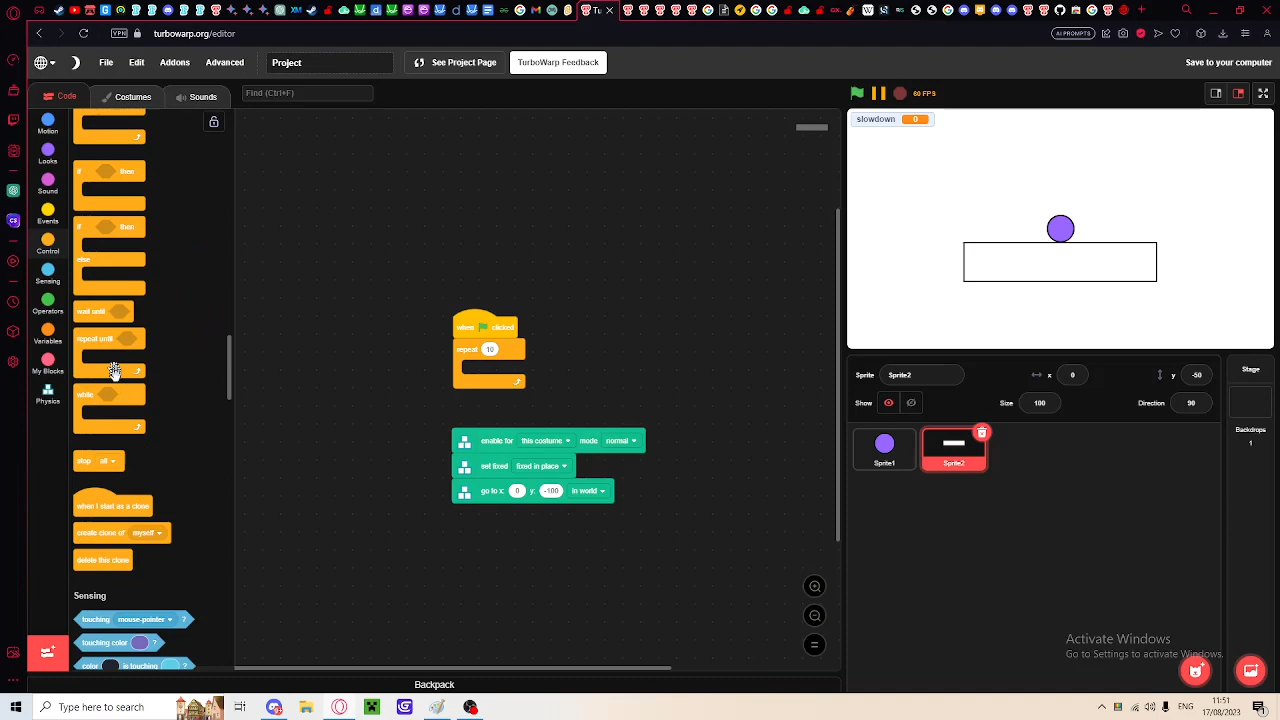 VPN
turbowarp.org/editor
AI PROMPTS
File
Edit
Addons
Advanced
Project
See Project Page
TurboWarp Feedback
Save to your computer
Code
Costumes
Sounds
Find (Ctrl+F)
60 FPS
Motion
Looks
Sound
Events
Control
Sensing
Operators
Variables
My Blocks
Physics
if then
if then
else
wait until
repeat until
while
stop all
when I start as a clone
create clone of myself
delete this clone
Sensing
touching mouse-pointer ?
touching color ?
color is touching ?
when clicked
repeat 10
enable for this costume mode normal
set fixed fixed in place
go to x: 0 y: -100 in world
slowdown 0
Sprite Sprite2 x 0 y -50
Show Size 100 Direction 90
Stage
Backdrops
1
Sprite1
Sprite2
Activate Windows
Go to Settings to activate Windows.
Backpack
Type here to search
ENG
11:51
17/08/2023